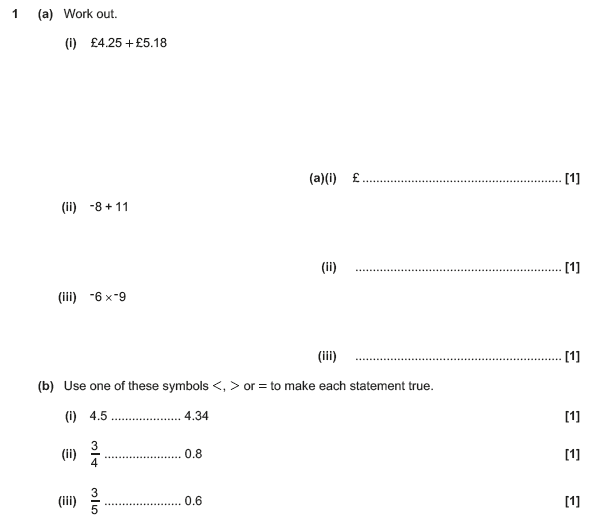 1 (a) Work out.
(i) £4.25 + £5.18
(a)(i) £ ......................................................... [1]
(ii) -8 + 11
(ii) ........................................................... [1]
(iii) -6 × -9
(iii) ........................................................... [1]
(b) Use one of these symbols <, > or = to make each statement true.
(i) 4.5 .................... 4.34 [1]
(ii) 3/4 ...................... 0.8 [1]
(iii) 3/5 ...................... 0.6 [1]